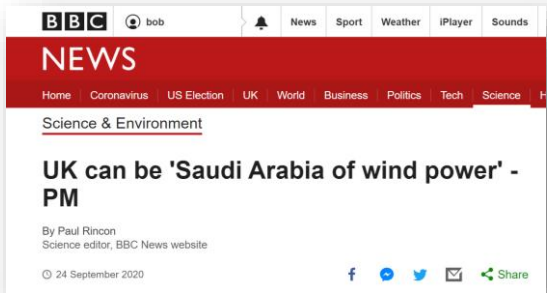 BBC bob News Sport Weather iPlayer Sounds
NEWS
Home Coronavirus US Election UK World Business Politics Tech Science H
Science & Environment
UK can be 'Saudi Arabia of wind power' -
PM
By Paul Rincon
Science editor, BBC News website
24 September 2020 f Share